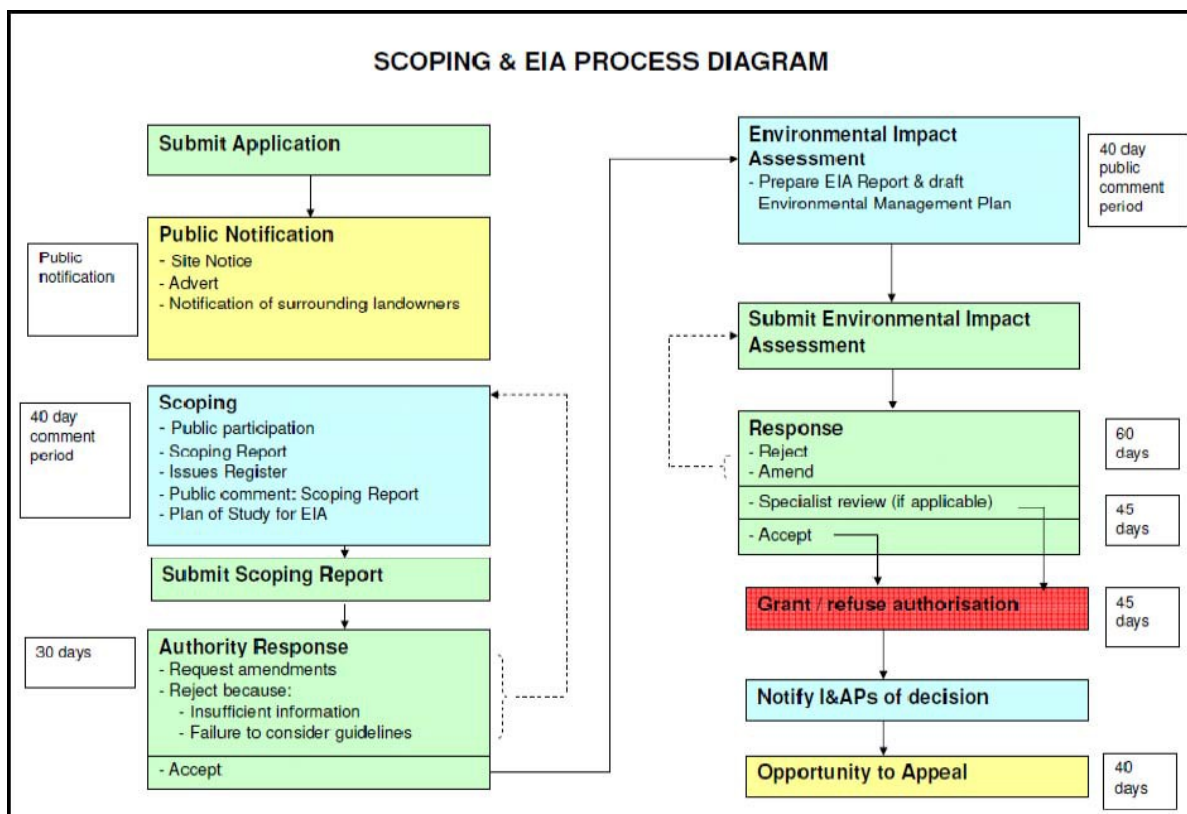 SCOPING & EIA PROCESS DIAGRAM
Submit Application
Public
notification
Public Notification
- Site Notice
- Advert
- Notification of surrounding landowners
40 day
comment
period
Scoping
- Public participation
- Scoping Report
- Issues Register
- Public comment: Scoping Report
- Plan of Study for EIA
Submit Scoping Report
30 days
Authority Response
- Request amendments
- Reject because:
- Insufficient information
- Failure to consider guidelines
- Accept
Environmental Impact
Assessment
- Prepare EIA Report & draft
Environmental Management Plan
40 day
public
comment
period
Submit Environmental Impact
Assessment
Response
- Reject
- Amend
60
days
- Specialist review (if applicable)
45
days
- Accept
Grant / refuse authorisation
45
days
Notify I&APs of decision
Opportunity to Appeal
40
days